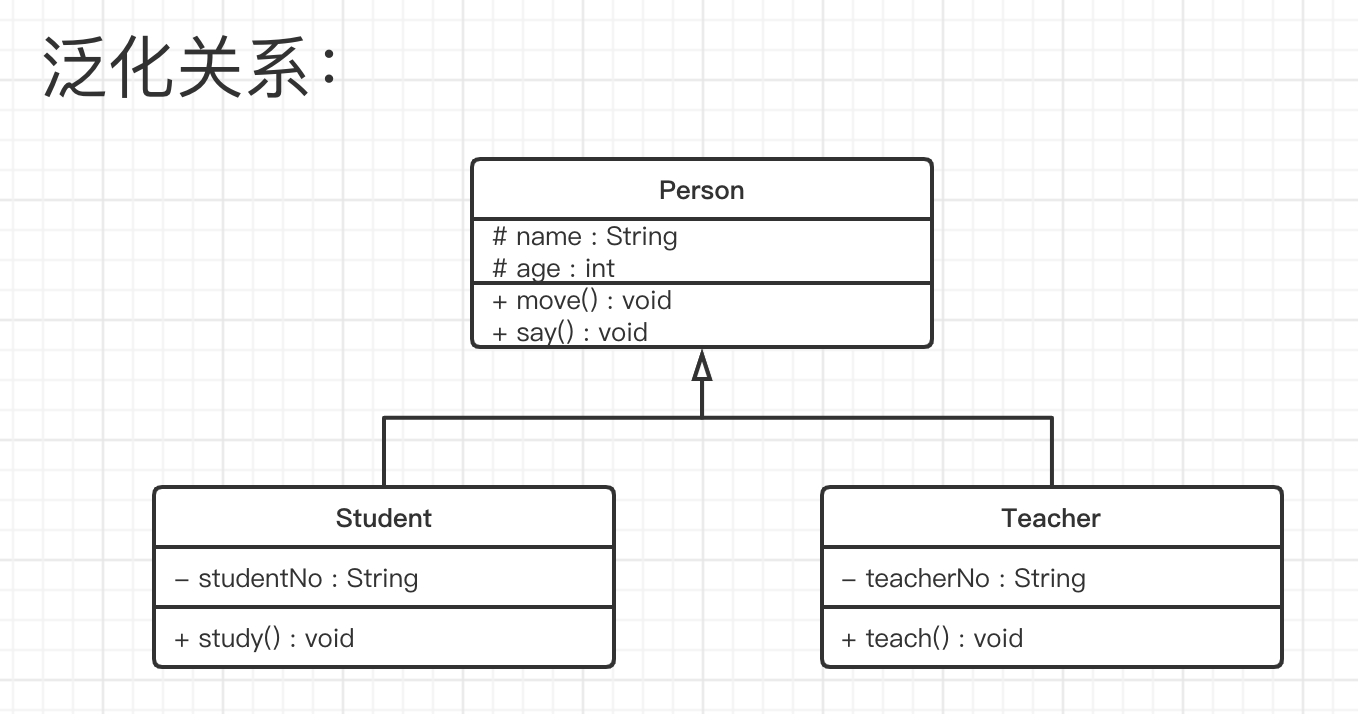 泛化关系：
Person
# name : String
# age : int
+ move() : void
+ say() : void
Student
– studentNo : String
+ study() : void
Teacher
– teacherNo : String
+ teach() : void